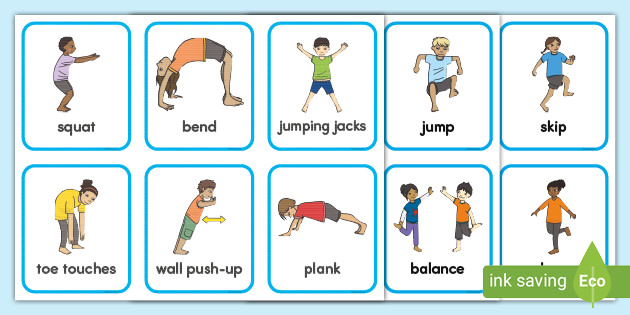 squat
bend
jumping jacks
jump
skip
toe touches
wall push-up
plank
balance
ink saving
Eco